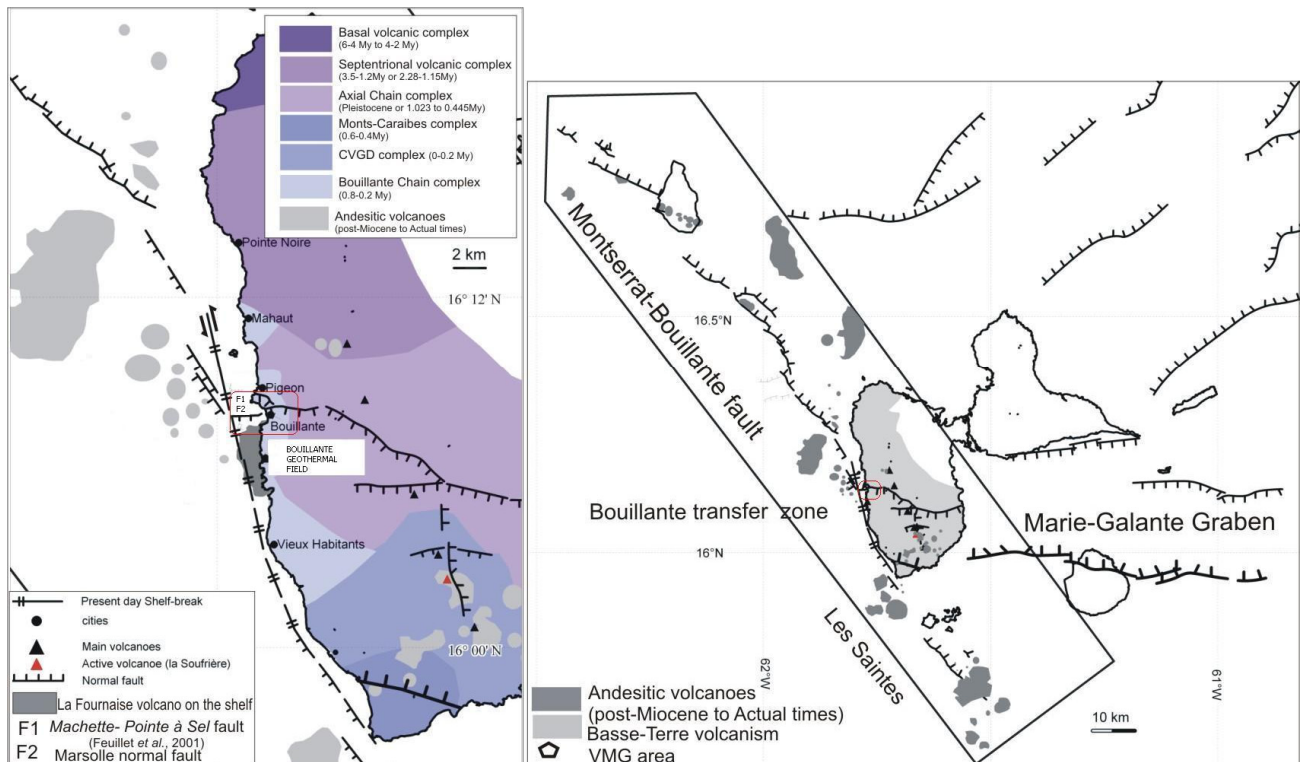 Basal volcanic complex
(6-4 My to 4-2 My)
Septentrional volcanic complex
(3.5-1.2My or 2.28-1.15My)
Axial Chain complex
(Pleistocene or 1.023 to 0.445My)
Monts-Caraibes complex
(0.6-0.4My)
CVGD complex (0-0.2 My)
Bouillante Chain complex
(0.8-0.2 My)
Andesitic volcanoes
(post-Miocene to Actual times)
Pointe Noire
2 km
16° 12' N
Mahaut
Pigeon
F1
F2
Bouillante
BOUILLANTE
GEOTHERMAL
FIELD
Vieux Habitants
16° 00' N
Present day Shelf-break
cities
Main volcanoes
Active volcanoe (la Soufrière)
Normal fault
La Fournaise volcano on the shelf
F1 Machette- Pointe à Sel fault
(Feuillet et al., 2001)
F2 Marsolle normal fault
Montserrat-Bouillante fault
16.5°N
Bouillante transfer zone
Marie-Galante Graben
16°N
Les Saintes
62°W
61°W
Andesitic volcanoes
(post-Miocene to Actual times)
Basse-Terre volcanism
VMG area
10 km